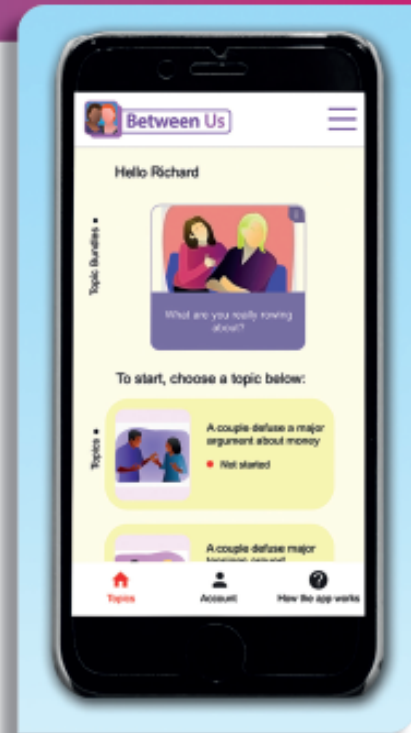 Between Us
Hello Richard
Topic Bundles
What are you really rowing
about?
To start, choose a topic below:
Topics
A couple defuse a major
argument about money
Not started
A couple defuse major
Topics
Account
How the app works